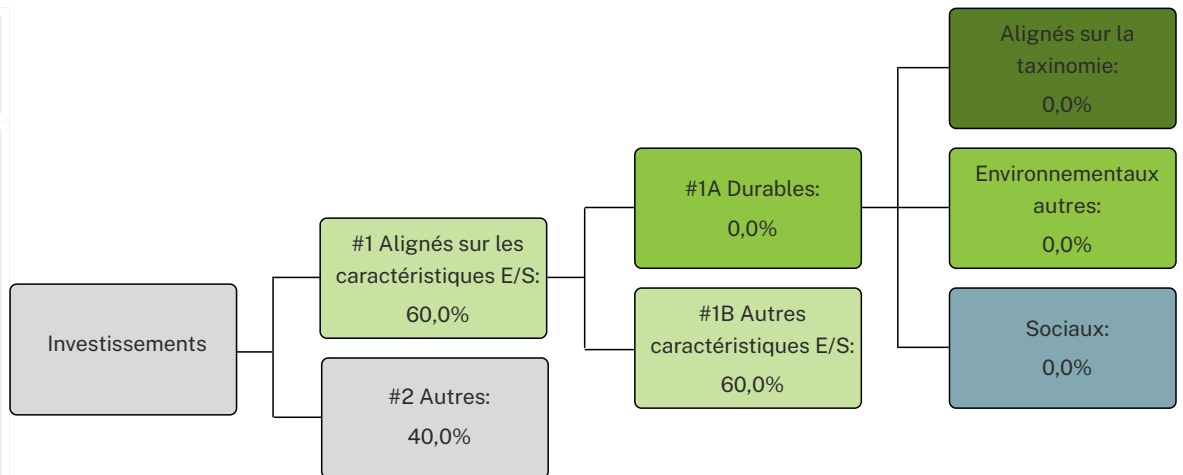 Investissements
#1 Alignés sur les
caractéristiques E/S:
60,0%
#2 Autres:
40,0%
#1A Durables:
0,0%
#1B Autres
caractéristiques E/S:
60,0%
Alignés sur la
taxinomie:
0,0%
Environnementaux
autres:
0,0%
Sociaux:
0,0%